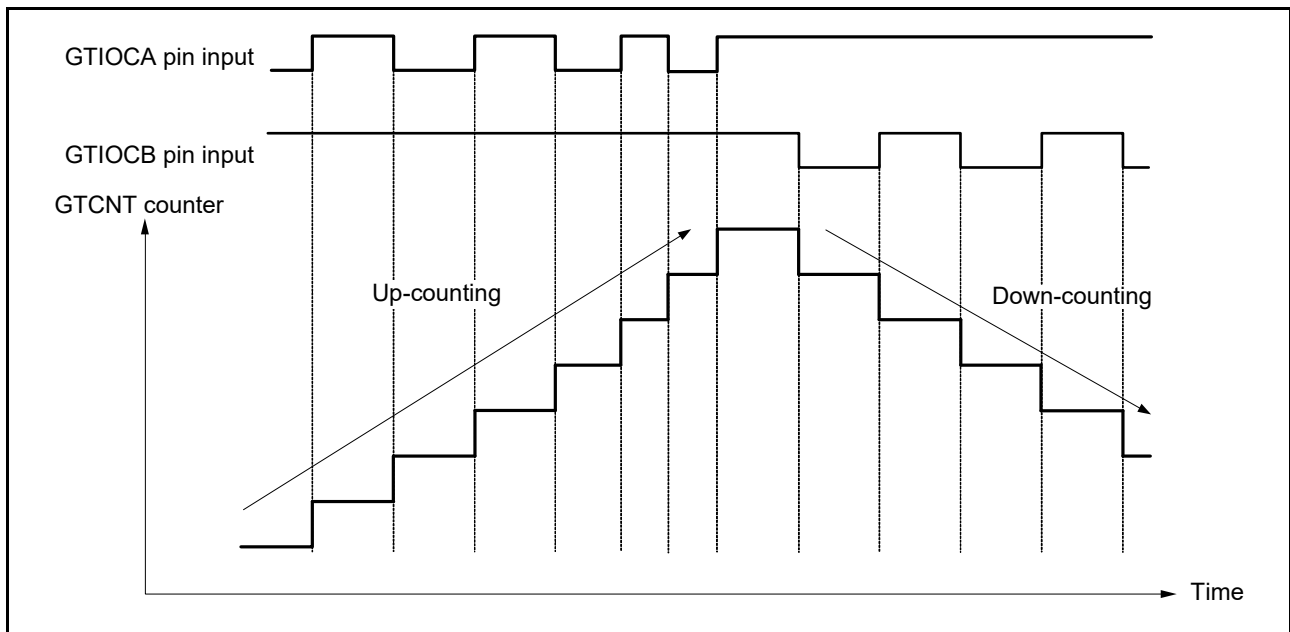 GTIOCA pin input
GTIOCB pin input
GTCNT counter
Up-counting
Down-counting
Time